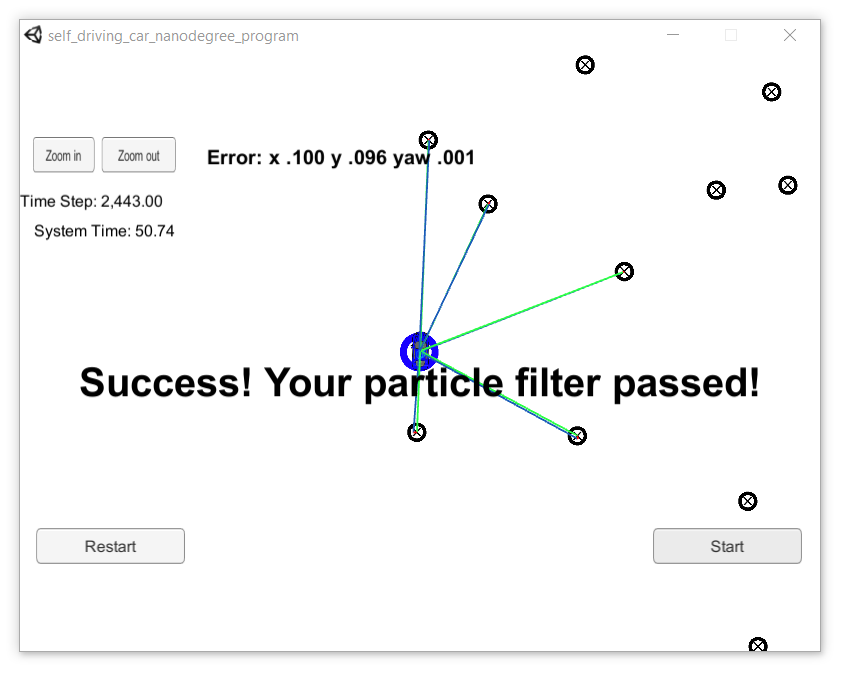 self_driving_car_nanodegree_program
Zoom in
Zoom out
Error: x .100 y .096 yaw .001
Time Step: 2,443.00
System Time: 50.74
Success! Your particle filter passed!
Restart
Start